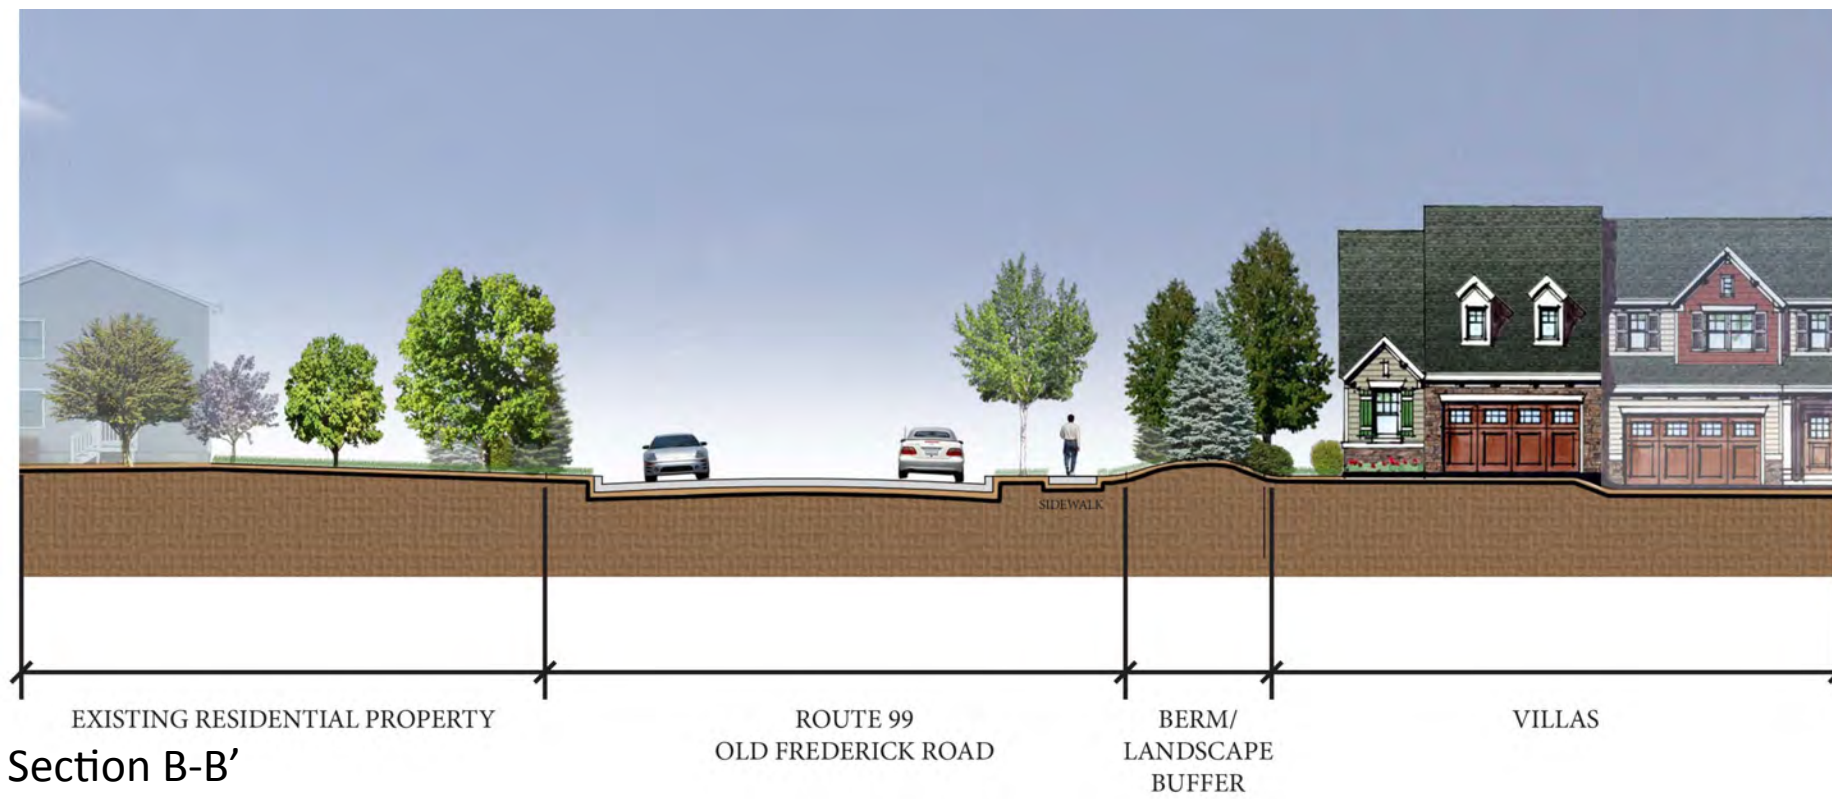 SIDEWALK
EXISTING RESIDENTIAL PROPERTY
ROUTE 99
OLD FREDERICK ROAD
BERM/
LANDSCAPE
BUFFER
VILLAS
Section B-B’